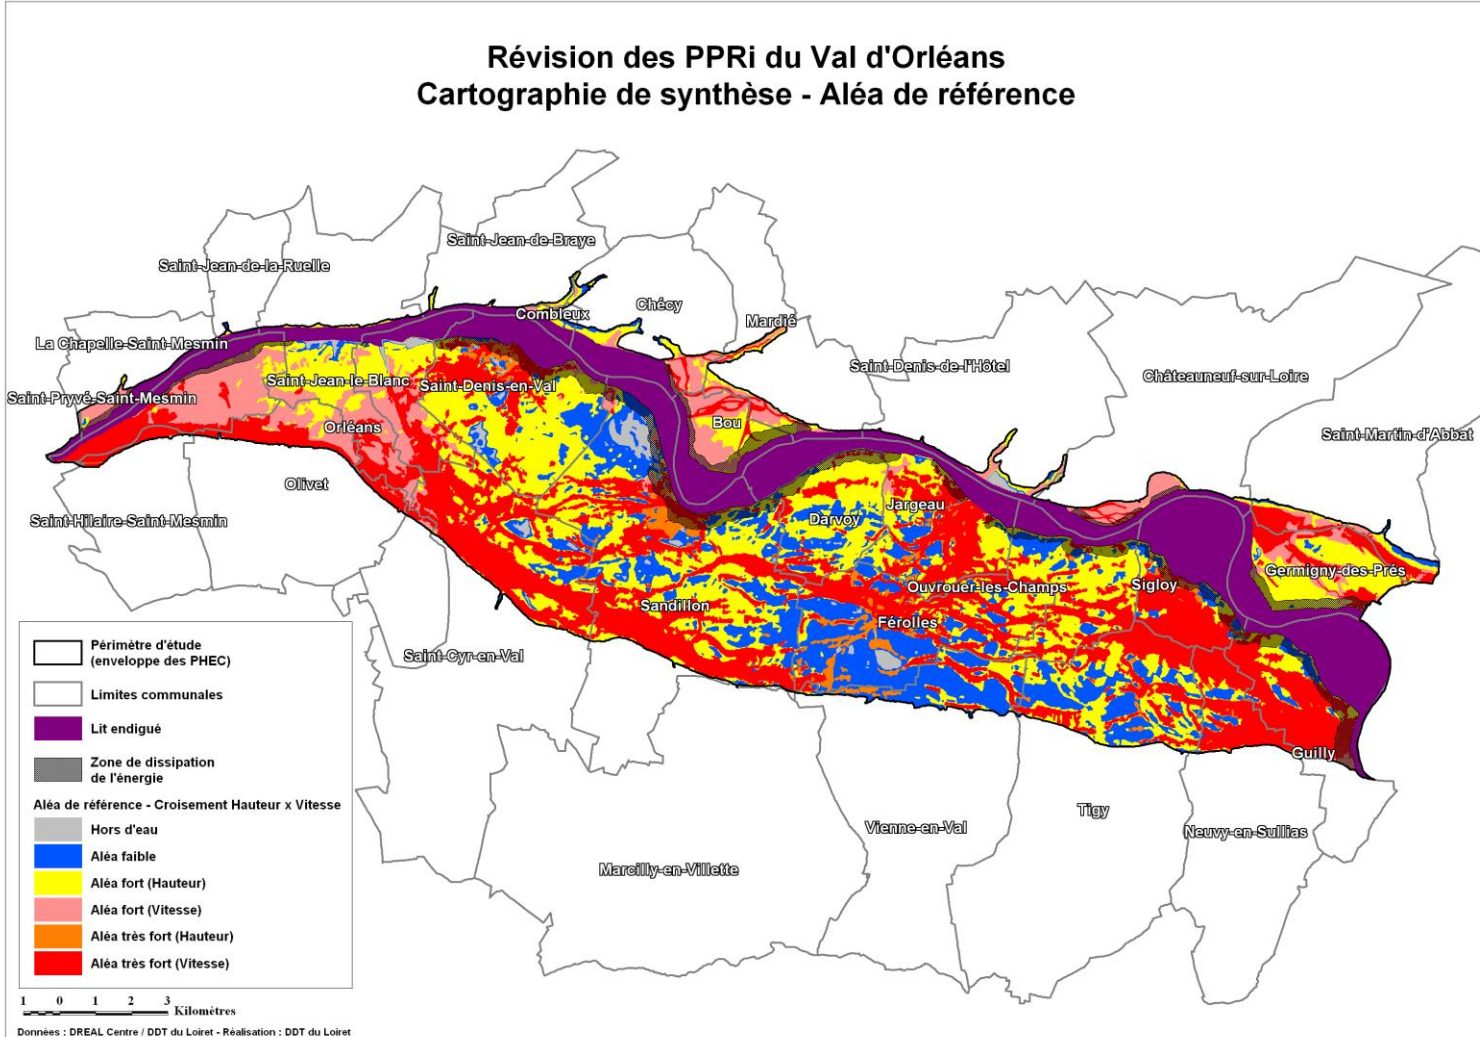 Révision des PPRi du Val d'Orléans
Cartographie de synthèse - Aléa de référence
Saint-Jean-de-Braye
Saint-Jean-de-la-Ruelle
Chécy
Combleux
Mardié
La Chapelle-Saint-Mesmin
Saint-Denis-de-l'Hôtel
Châteauneuf-sur-Loire
Saint-Jean-le-Blanc
Saint-Denis-en-Val
Saint-Pryvé-Saint-Mesmin
Bou
Orléans
Saint-Martin-d'Abbat
Olivet
Jargeau
Saint-Hilaire-Saint-Mesmin
Darvoy
Germigny-des-Prés
Ouvrouer-les-Champs
Sigloy
Sandillon
Férolles
Saint-Cyr-en-Val
Guilly
Tigy
Vienne-en-Val
Neuvy-en-Sullias
Marcilly-en-Villette
Périmètre d'étude
(enveloppe des PHEC)
Limites communales
Lit endigué
Zone de dissipation
de l'énergie
Aléa de référence - Croisement Hauteur x Vitesse
Hors d'eau
Aléa faible
Aléa fort (Hauteur)
Aléa fort (Vitesse)
Aléa très fort (Hauteur)
Aléa très fort (Vitesse)
1 0 1 2 3
Kilomètres
Données : DREAL Centre / DDT du Loiret - Réalisation : DDT du Loiret